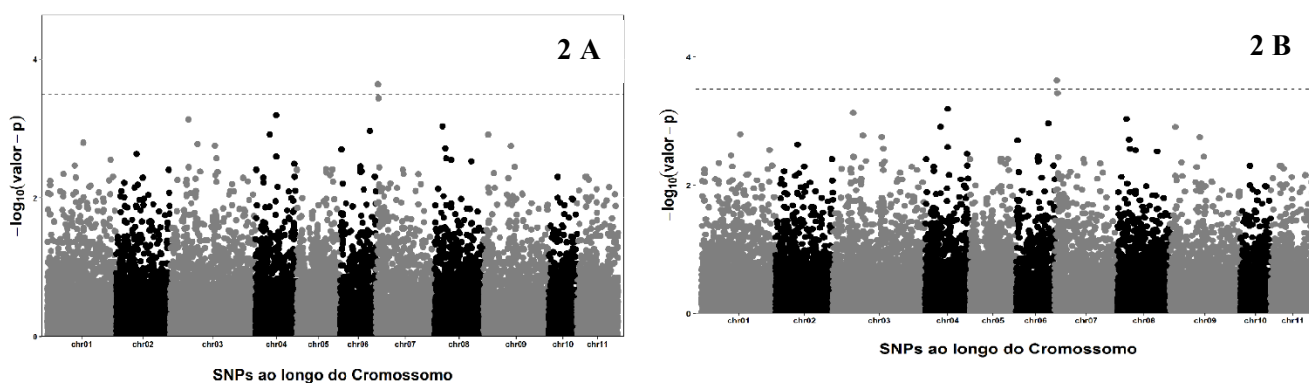 2 A
4
2
0
−log₁₀(valor−p)
chr01 chr02 chr03 chr04 chr05 chr06 chr07 chr08 chr09 chr10 chr11
SNPs ao longo do Cromossomo
2 B
4
2
0
−log₁₀(valor−p)
chr01 chr02 chr03 chr04 chr05 chr06 chr07 chr08 chr09 chr10 chr11
SNPs ao longo do Cromossomo